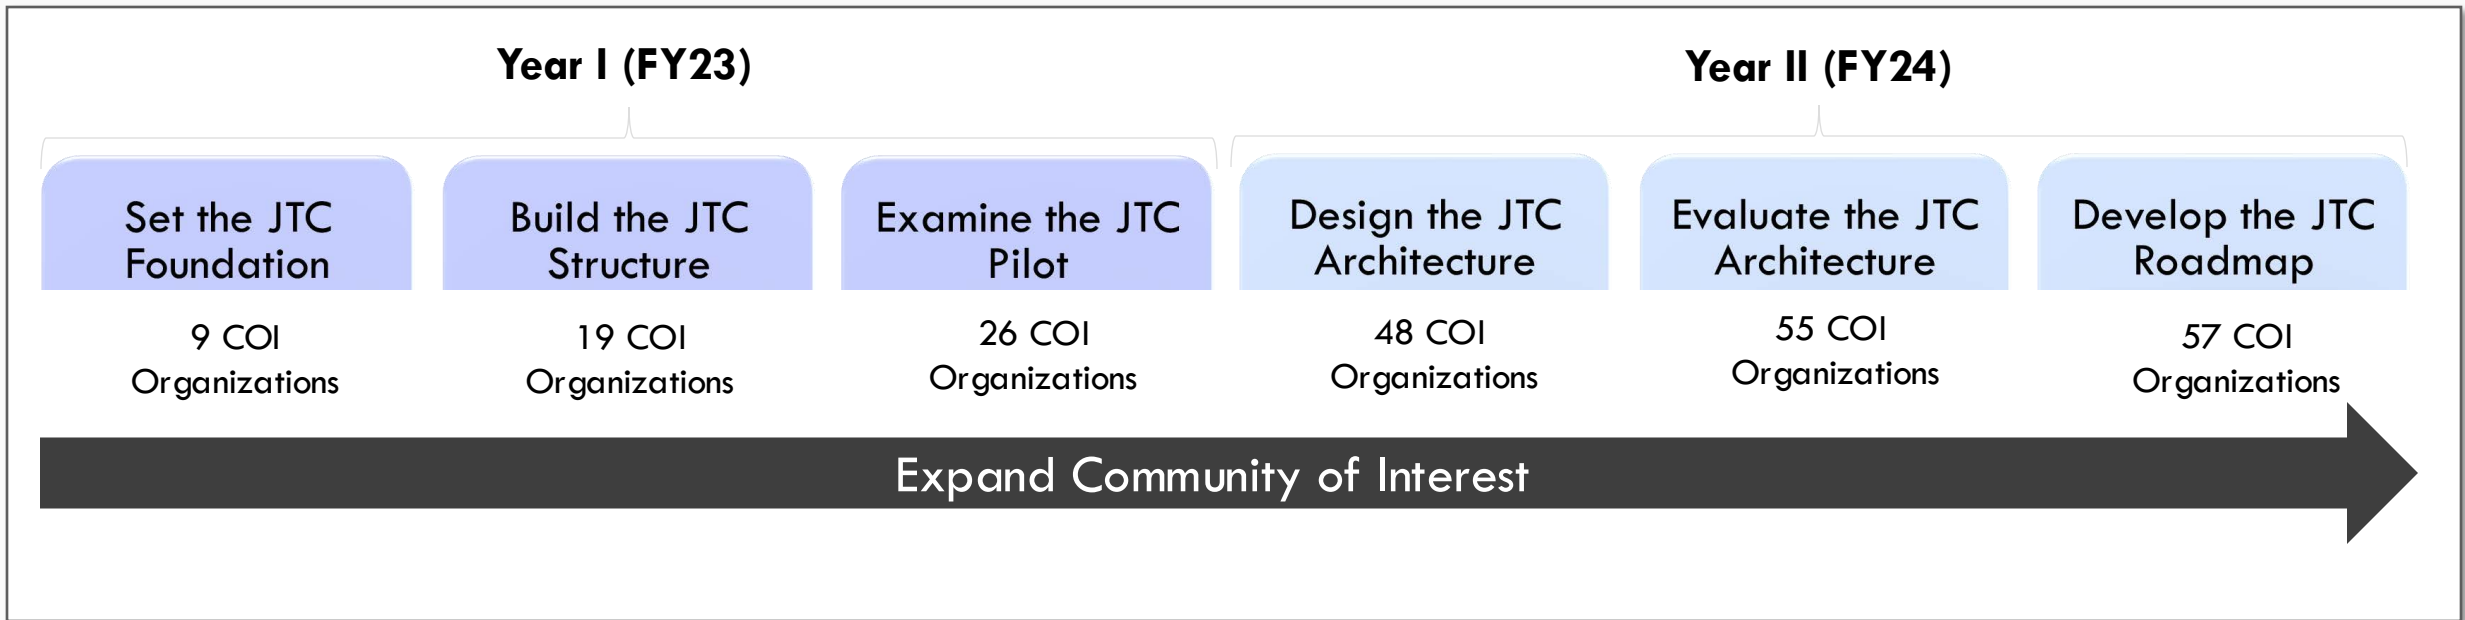 Year I (FY23)
Year II (FY24)
Set the JTC
Foundation
Build the JTC
Structure
Examine the JTC
Pilot
Design the JTC
Architecture
Evaluate the JTC
Architecture
Develop the JTC
Roadmap
9 COI
Organizations
19 COI
Organizations
26 COI
Organizations
48 COI
Organizations
55 COI
Organizations
57 COI
Organizations
Expand Community of Interest